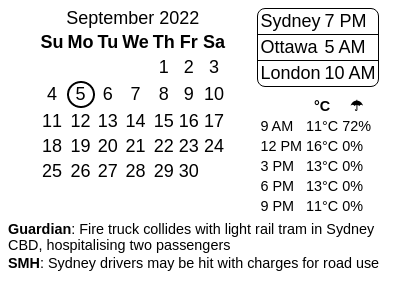 September 2022
Su Mo Tu We Th Fr Sa
1 2 3
4 5 6 7 8 9 10
11 12 13 14 15 16 17
18 19 20 21 22 23 24
25 26 27 28 29 30
Sydney 7 PM
Ottawa 5 AM
London 10 AM
°C ☂
9 AM 11°C 72%
12 PM 16°C 0%
3 PM 13°C 0%
6 PM 13°C 0%
9 PM 11°C 0%
Guardian: Fire truck collides with light rail tram in Sydney
CBD, hospitalising two passengers
SMH: Sydney drivers may be hit with charges for road use